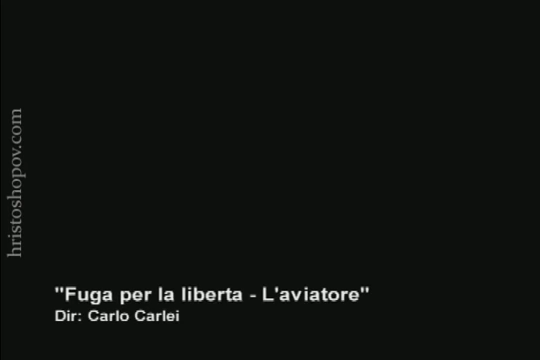 hristoshopov.com
"Fuga per la liberta - L'aviatore"
Dir: Carlo Carlei